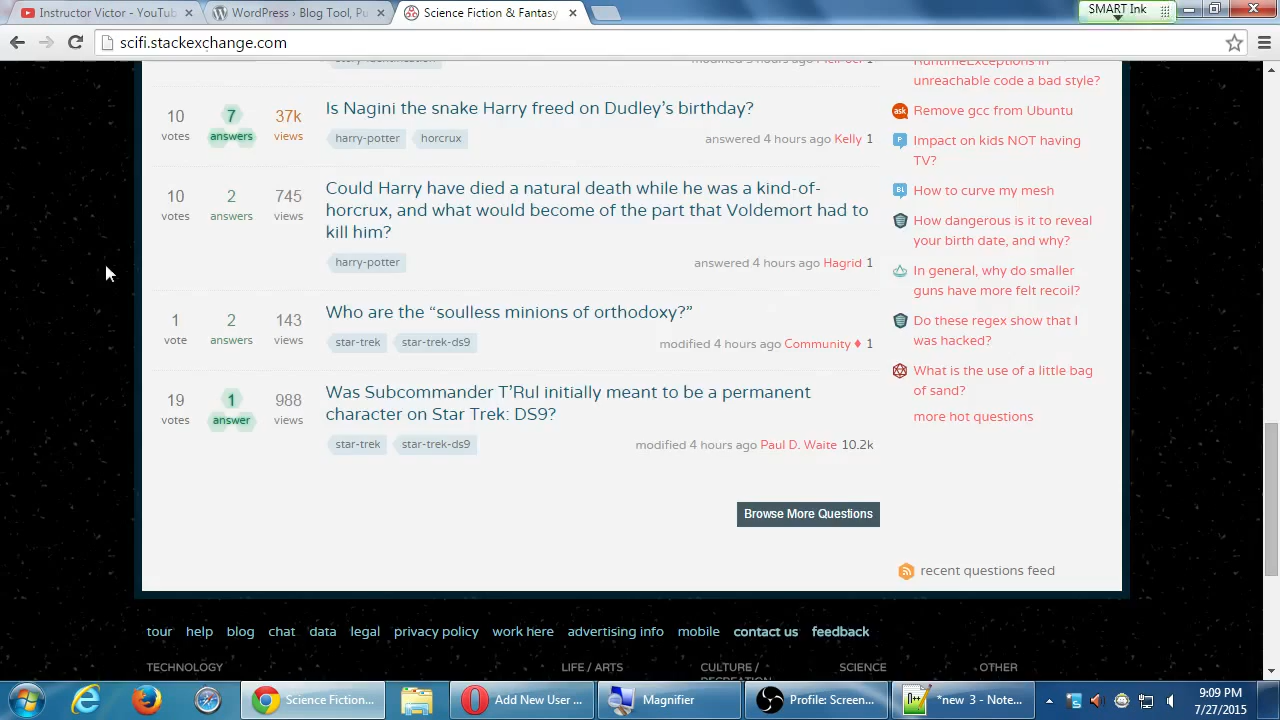 Instructor Victor - YouTub
WordPress › Blog Tool, Pu
Science Fiction & Fantasy
SMART Ink
scifi.stackexchange.com
RuntimeExceptions in
unreachable code a bad style?
10
votes
7
answers
37k
views
Is Nagini the snake Harry freed on Dudley's birthday?
harry-potter
horcrux
answered 4 hours ago Kelly 1
Remove gcc from Ubuntu
Impact on kids NOT having
TV?
10
votes
2
answers
745
views
Could Harry have died a natural death while he was a kind-of-
horcrux, and what would become of the part that Voldemort had to
kill him?
harry-potter
answered 4 hours ago Hagrid 1
How to curve my mesh
How dangerous is it to reveal
your birth date, and why?
In general, why do smaller
guns have more felt recoil?
1
vote
2
answers
143
views
Who are the “soulless minions of orthodoxy?”
star-trek
star-trek-ds9
modified 4 hours ago Community ♦ 1
Do these regex show that I
was hacked?
What is the use of a little bag
of sand?
more hot questions
19
votes
1
answer
988
views
Was Subcommander T'Rul initially meant to be a permanent
character on Star Trek: DS9?
star-trek
star-trek-ds9
modified 4 hours ago Paul D. Waite 10.2k
Browse More Questions
recent questions feed
tour help blog chat data legal privacy policy work here advertising info mobile contact us feedback
TECHNOLOGY
LIFE / ARTS
CULTURE /
SCIENCE
OTHER
Science Fiction...
Add New User ...
Magnifier
Profile: Screen...
*new 3 - Note...
9:09 PM
7/27/2015